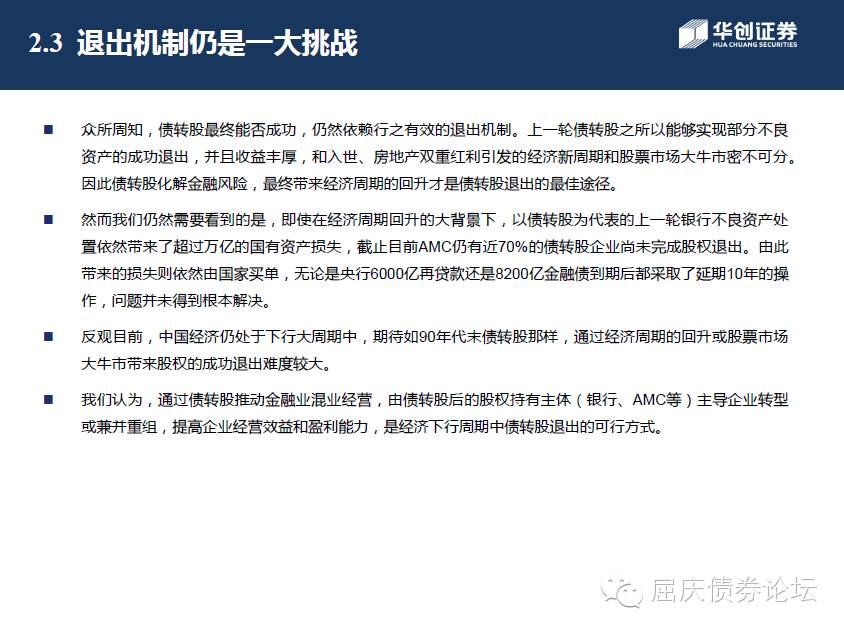 2.3 退出机制仍是一大挑战
华创证券
HUA CHUANG SECURITIES
众所周知，债转股最终能否成功，仍然依赖行之有效的退出机制。上一轮债转股之所以能够实现部分不良
资产的成功退出，并且收益丰厚，和入世、房地产双重红利引发的经济新周期和股票市场大牛市密不可分。
因此债转股化解金融风险，最终带来经济周期的回升才是债转股退出的最佳途径。
然而我们仍然需要看到的是，即使在经济周期回升的大背景下，以债转股为代表的上一轮银行不良资产处
置依然带来了超过万亿的国有资产损失，截止目前AMC仍有近70%的债转股企业尚未完成股权退出。由此
带来的损失则依然由国家买单，无论是央行6000亿再贷款还是8200亿金融债到期后都采取了延期10年的操
作，问题并未得到根本解决。
反观目前，中国经济仍处于下行大周期中，期待如90年代末债转股那样，通过经济周期的回升或股票市场
大牛市带来股权的成功退出难度较大。
我们认为，通过债转股推动金融业混业经营，由债转股后的股权持有主体（银行、AMC等）主导企业转型
或兼并重组，提高企业经营效益和盈利能力，是经济下行周期中债转股退出的可行方式。
屈庆债券论坛